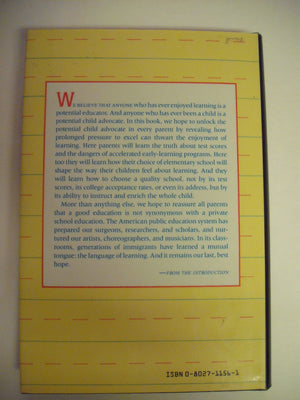 WE BELIEVE THAT ANYONE who has ever enjoyed learning is a
potential educator. And anyone who has ever been a child is a
potential child advocate. In this book, we hope to unlock the
potential child advocate in every parent by revealing how
prolonged pressure to excel can thwart the enjoyment of
learning. Here parents will learn the truth about test scores
and the dangers of accelerated early-learning programs. Here
too they will learn how their choice of elementary school will
shape the way their children feel about learning. And they
will learn how to choose a quality school, not by its test
scores, its college acceptance rates, or even its address, but by
its ability to instruct and enrich the whole child.
More than anything else, we hope to reassure all parents
that a good education is not synonymous with a private
school education. The American public education system has
prepared our surgeons, researchers, and scholars, and nur-
tured our artists, choreographers, and musicians. In its class-
rooms, generations of immigrants have learned a mutual
tongue: the language of learning. And it remains our last, best
hope.
—FROM THE INTRODUCTION
ISBN 0-8027-1156-1